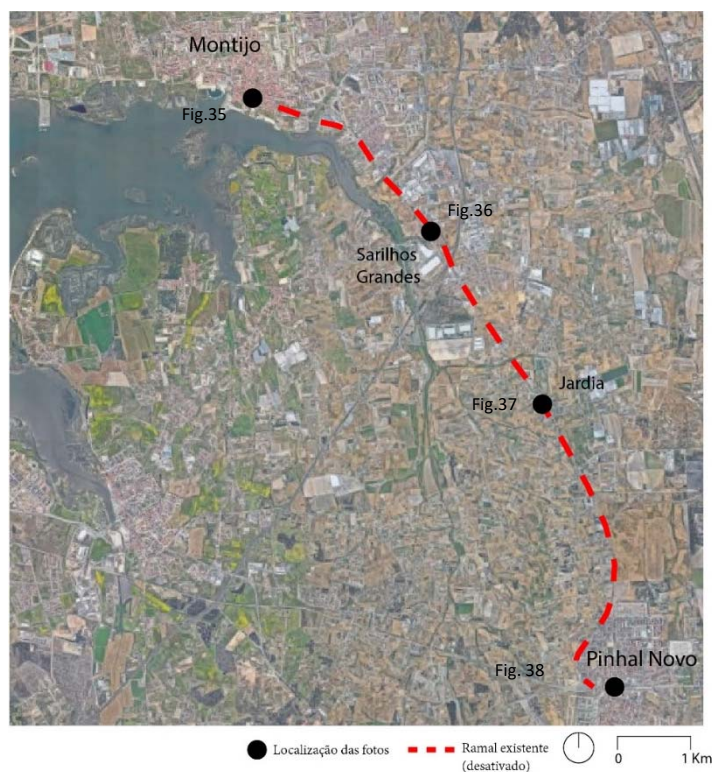 Montijo
Fig.35
Fig.36
Sarilhos
Grandes
Jardia
Fig.37
Pinhal Novo
Fig. 38
Localização das fotos
Ramal existente
(desativado)
0 1 Km